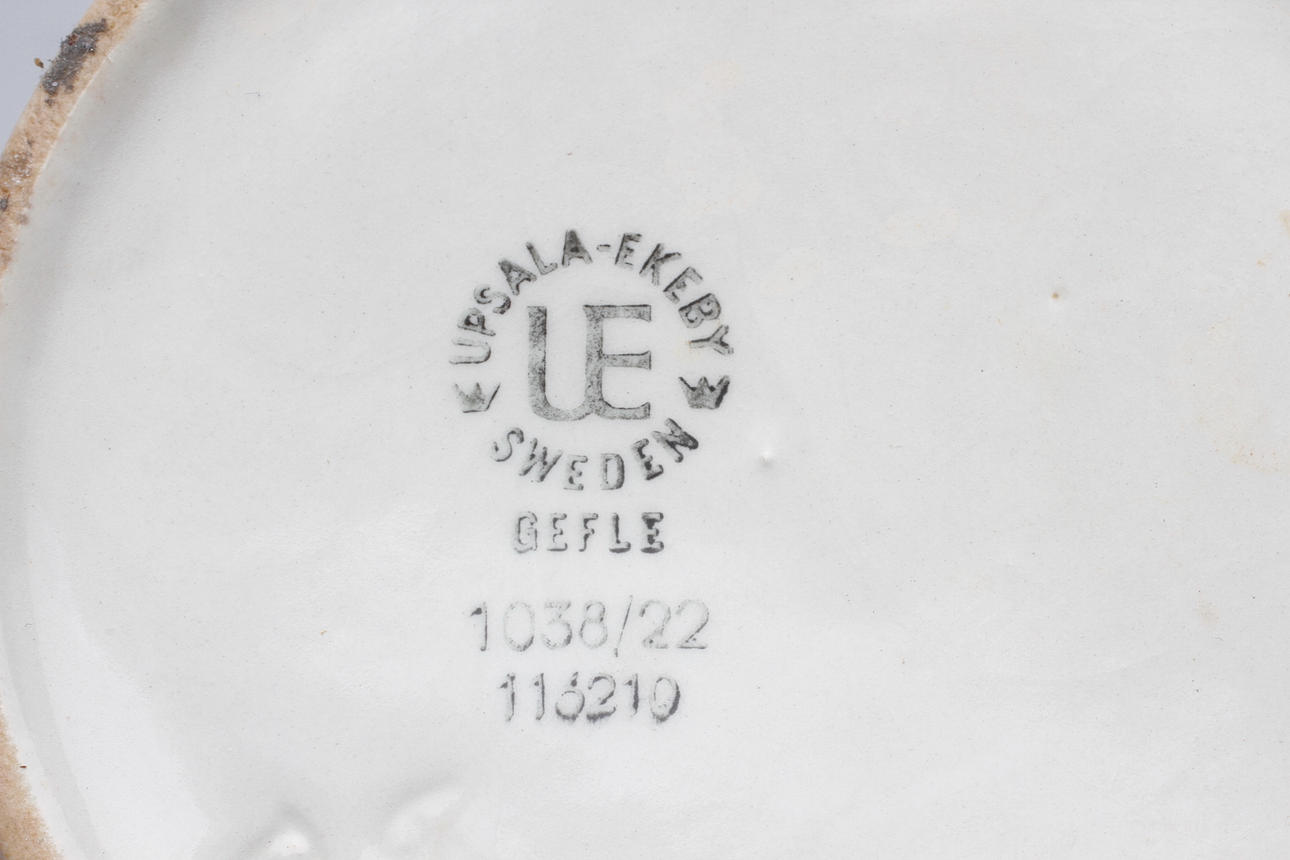 UPSALA-EKEBY
UE
SWEDEN
GEFLE
1038/22
116210